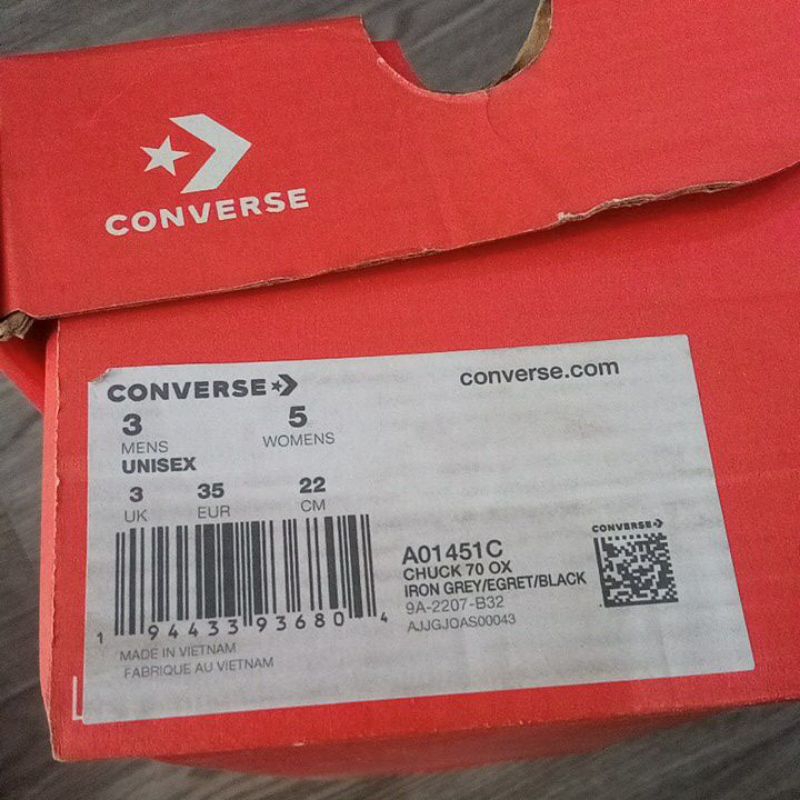 CONVERSE
CONVERSE converse.com
3 5
MENS WOMENS
UNISEX
3 35 22
UK EUR CM
CONVERSE
A01451C
CHUCK 70 OX
IRON GREY/EGRET/BLACK
9A-2207-B32
AJJGJOAS00043
1 94433 93680 4
MADE IN VIETNAM
FABRIQUE AU VIETNAM